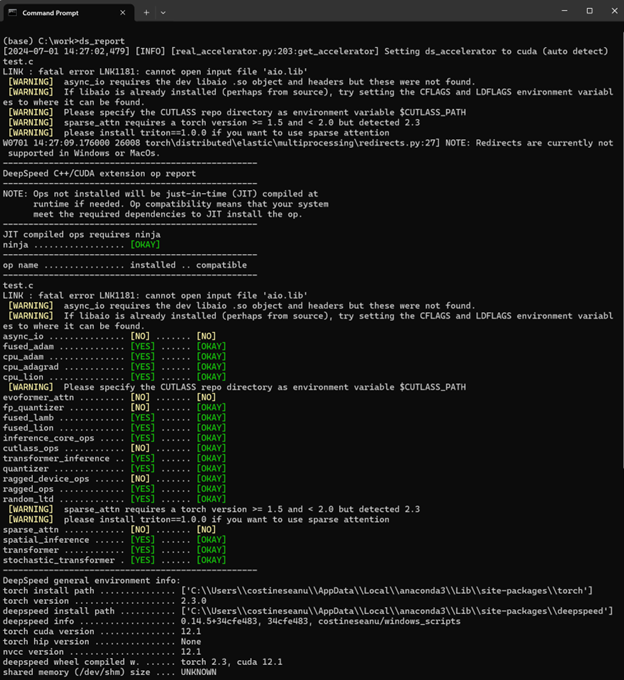 Command Prompt
(base) C:\work>ds_report
[2024-07-01 14:27:02,479] [INFO] [real_accelerator.py:203:get_accelerator] Setting ds_accelerator to cuda (auto detect)
test.c
LINK : fatal error LNK1181: cannot open input file 'aio.lib'
[WARNING]  async_io requires the dev libaio .so object and headers but these were not found.
[WARNING]  If libaio is already installed (perhaps from source), try setting the CFLAGS and LDFLAGS environment variabl
es to where it can be found.
[WARNING]  Please specify the CUTLASS repo directory as environment variable $CUTLASS_PATH
[WARNING]  sparse_attn requires a torch version >= 1.5 and < 2.0 but detected 2.3
[WARNING]  please install triton==1.0.0 if you want to use sparse attention
W0701 14:27:09.176000 26008 torch\distributed\elastic\multiprocessing\redirects.py:27] NOTE: Redirects are currently not
 supported in Windows or MacOs.
--------------------------------------------------
DeepSpeed C++/CUDA extension op report
--------------------------------------------------
NOTE: Ops not installed will be just-in-time (JIT) compiled at
      runtime if needed. Op compatibility means that your system
      meet the required dependencies to JIT install the op.
--------------------------------------------------
JIT compiled ops requires ninja
ninja .................. [OKAY]
--------------------------------------------------
op name ................ installed .. compatible
--------------------------------------------------
test.c
LINK : fatal error LNK1181: cannot open input file 'aio.lib'
[WARNING]  async_io requires the dev libaio .so object and headers but these were not found.
[WARNING]  If libaio is already installed (perhaps from source), try setting the CFLAGS and LDFLAGS environment variabl
es to where it can be found.
async_io ............... [NO] ....... [NO]
fused_adam ............. [YES] ...... [OKAY]
cpu_adam ............... [YES] ...... [OKAY]
cpu_adagrad ............ [YES] ...... [OKAY]
cpu_lion ............... [YES] ...... [OKAY]
[WARNING]  Please specify the CUTLASS repo directory as environment variable $CUTLASS_PATH
evoformer_attn ......... [NO] ....... [NO]
fp_quantizer ........... [NO] ....... [OKAY]
fused_lamb ............. [YES] ...... [OKAY]
fused_lion ............. [YES] ...... [OKAY]
inference_core_ops ..... [YES] ...... [OKAY]
cutlass_ops ............ [NO] ....... [OKAY]
transformer_inference .. [YES] ...... [OKAY]
quantizer .............. [YES] ...... [OKAY]
ragged_device_ops ...... [NO] ....... [OKAY]
ragged_ops ............. [YES] ...... [OKAY]
random_ltd ............. [YES] ...... [OKAY]
[WARNING]  sparse_attn requires a torch version >= 1.5 and < 2.0 but detected 2.3
[WARNING]  please install triton==1.0.0 if you want to use sparse attention
sparse_attn ............ [NO] ....... [NO]
spatial_inference ...... [YES] ...... [OKAY]
transformer ............ [YES] ...... [OKAY]
stochastic_transformer . [YES] ...... [OKAY]
--------------------------------------------------
DeepSpeed general environment info:
torch install path ............... ['C:\\Users\\costineseanu\\AppData\\Local\\anaconda3\\Lib\\site-packages\\torch']
torch version .................... 2.3.0
deepspeed install path ........... ['C:\\Users\\costineseanu\\AppData\\Local\\anaconda3\\Lib\\site-packages\\deepspeed']
deepspeed info ................... 0.14.5+34cfe483, 34cfe483, costineseanu/windows_scripts
torch cuda version ............... 12.1
torch hip version ................ None
nvcc version ..................... 12.1
deepspeed wheel compiled w. ...... torch 2.3, cuda 12.1
shared memory (/dev/shm) size .... UNKNOWN